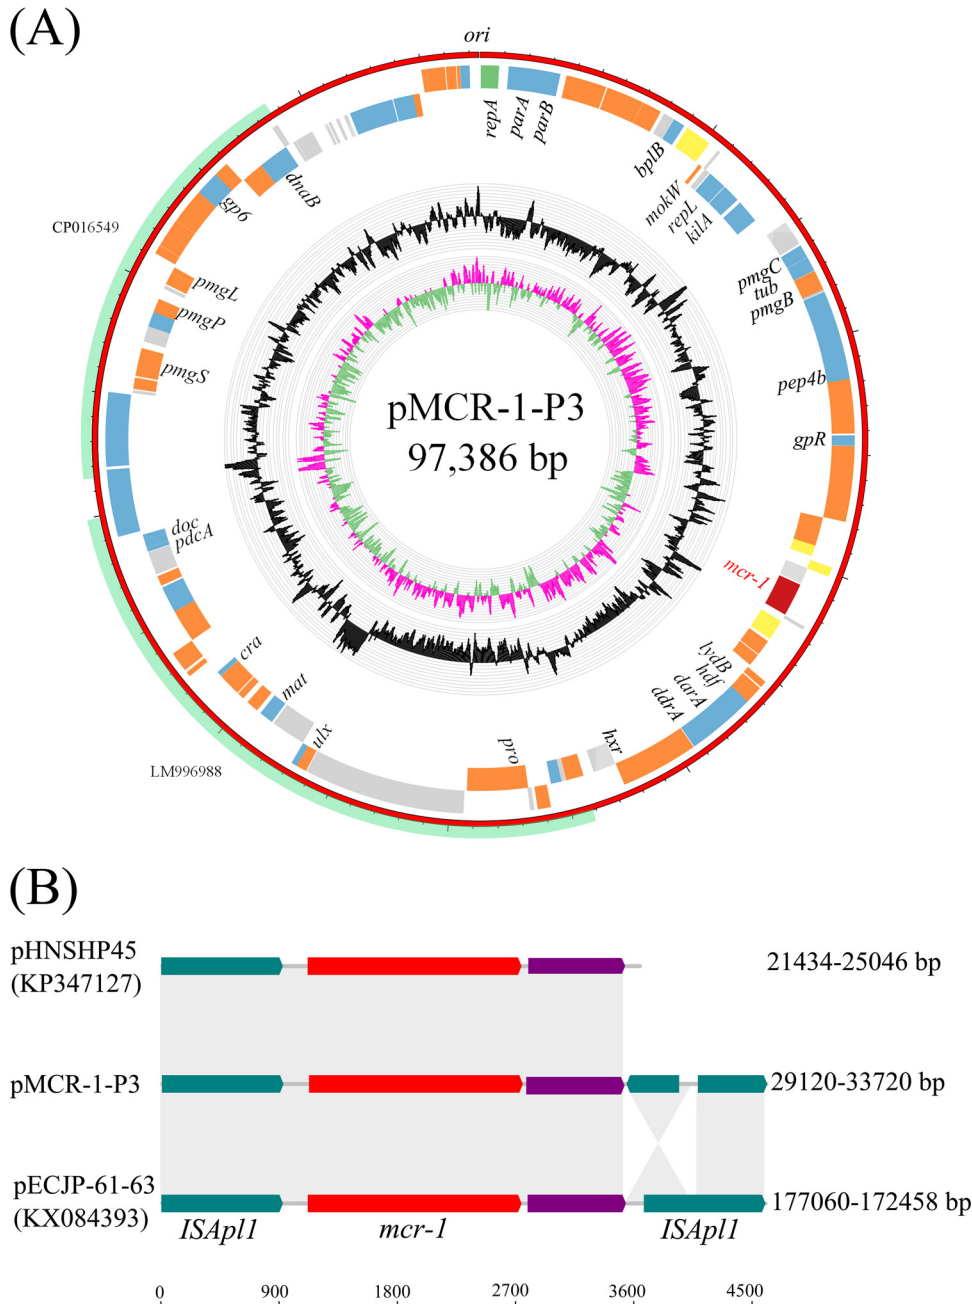 (A)
ori
repA
parA
parB
bplB
mokW
repL
kilA
pmgC
tub
pmgB
pep4b
gpR
mcr-1
lydB
hdf
darA
ddrA
hxr
pro
ulx
mat
cra
pdcA
doc
pmgS
pmgP
pmgL
gp6
dnaB
CP016549
LM996988
pMCR-1-P3
97,386 bp
(B)
pHNSHP45
(KP347127)
21434-25046 bp
pMCR-1-P3
29120-33720 bp
pECJP-61-63
(KX084393)
177060-172458 bp
ISApl1 mcr-1 ISApl1
0 900 1800 2700 3600 4500